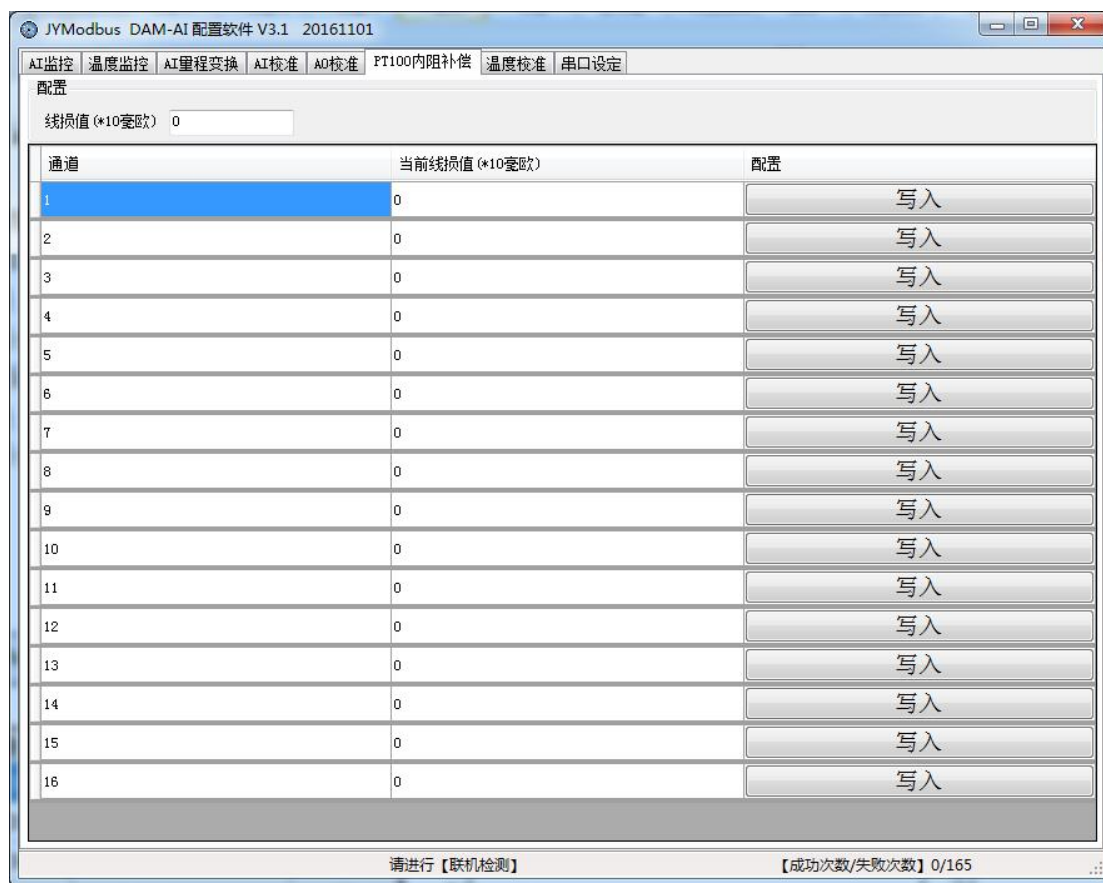 JYModbus DAM-AI 配置软件 V3.1 20161101
AI监控 温度监控 AI量程变换 AI校准 AO校准 PT100内阻补偿 温度校准 串口设定
配置
线损值(*10毫欧) 0
通道 当前线损值(*10毫欧) 配置
1 0 写入
2 0 写入
3 0 写入
4 0 写入
5 0 写入
6 0 写入
7 0 写入
8 0 写入
9 0 写入
10 0 写入
11 0 写入
12 0 写入
13 0 写入
14 0 写入
15 0 写入
16 0 写入
请进行【联机检测】 【成功次数/失败次数】0/165